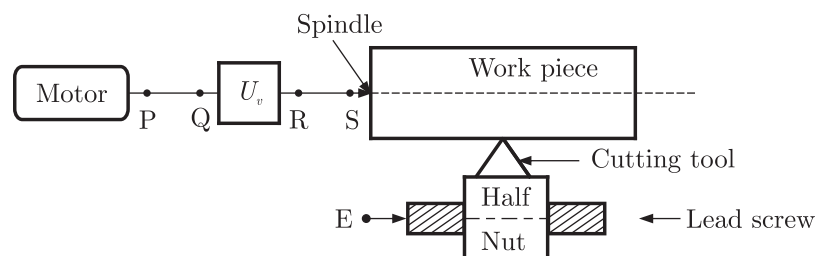 Spindle
Motor
P
Q
U_v
R
S
Work piece
Cutting tool
E
Half
Nut
Lead screw